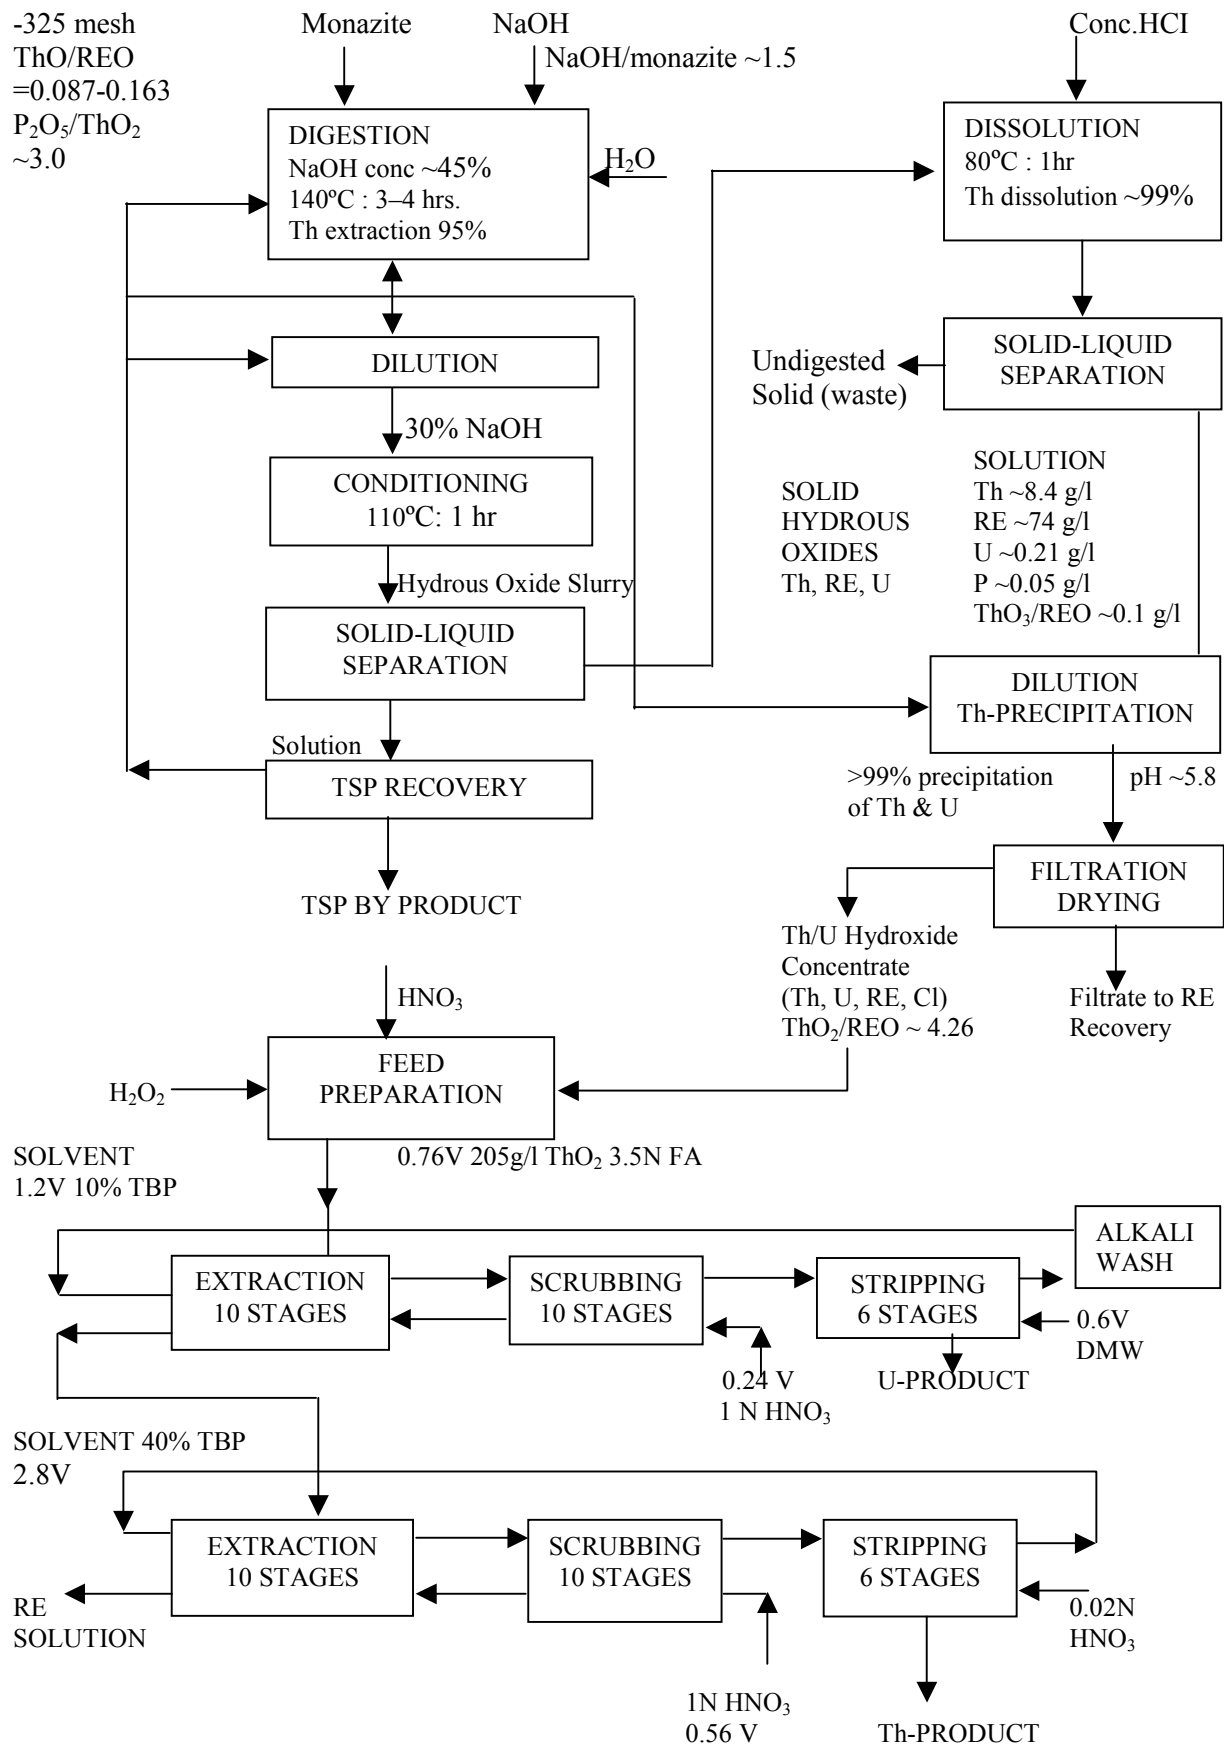 -325 mesh
ThO/REO
=0.087-0.163
P₂O₅/ThO₂
~3.0
Monazite
NaOH
NaOH/monazite ~1.5
Conc.HCI
DIGESTION
NaOH conc ~45%
140ºC : 3–4 hrs.
Th extraction 95%
H₂O
DISSOLUTION
80ºC : 1hr
Th dissolution ~99%
DILUTION
30% NaOH
SOLID-LIQUID
SEPARATION
Undigested
Solid (waste)
CONDITIONING
110ºC: 1 hr
Hydrous Oxide Slurry
SOLID
HYDROUS
OXIDES
Th, RE, U
SOLUTION
Th ~8.4 g/l
RE ~74 g/l
U ~0.21 g/l
P ~0.05 g/l
ThO₃/REO ~0.1 g/l
SOLID-LIQUID
SEPARATION
DILUTION
Th-PRECIPITATION
Solution
TSP RECOVERY
>99% precipitation
of Th & U
pH ~5.8
TSP BY PRODUCT
FILTRATION
DRYING
Th/U Hydroxide
Concentrate
(Th, U, RE, Cl)
ThO₂/REO ~ 4.26
Filtrate to RE
Recovery
HNO₃
FEED
PREPARATION
H₂O₂
0.76V 205g/l ThO₂ 3.5N FA
SOLVENT
1.2V 10% TBP
EXTRACTION
10 STAGES
SCRUBBING
10 STAGES
STRIPPING
6 STAGES
ALKALI
WASH
0.6V
DMW
0.24 V
1 N HNO₃
U-PRODUCT
SOLVENT 40% TBP
2.8V
EXTRACTION
10 STAGES
SCRUBBING
10 STAGES
STRIPPING
6 STAGES
RE
SOLUTION
0.02N
HNO₃
1N HNO₃
0.56 V
Th-PRODUCT